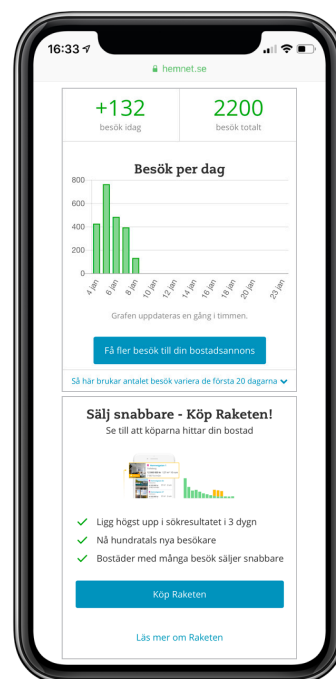 16:33
hemnet.se
+132
2200
besök idag
besök totalt
Besök per dag
800
600
400
200
0
4 jan
6 jan
8 jan
10 jan
12 jan
14 jan
16 jan
18 jan
20 jan
23 jan
Grafen uppdateras en gång i timmen.
Få fler besök till din bostadsannons
Så här brukar antalet besök variera de första 20 dagarna
Sälj snabbare - Köp Raketen!
Se till att köparna hittar din bostad
Ligg högst upp i sökresultatet i 3 dygn
Nå hundratals nya besökare
Bostäder med många besök säljer snabbare
Köp Raketen
Läs mer om Raketen